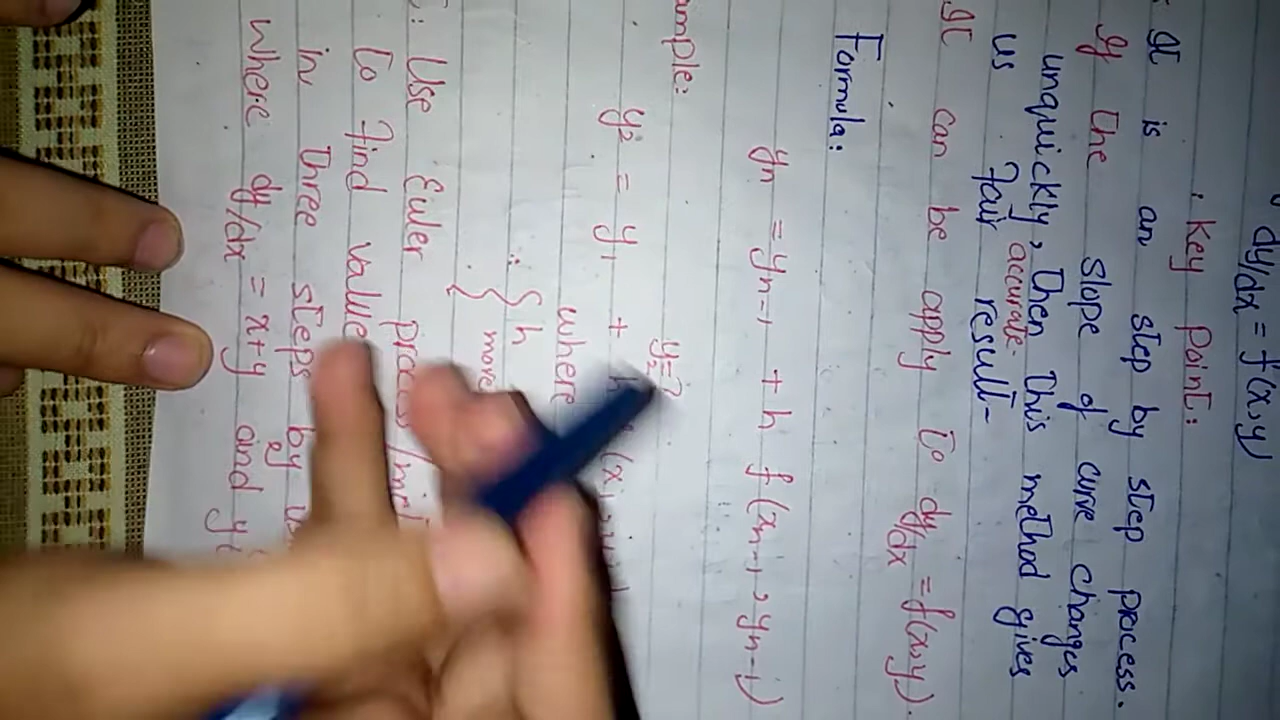 dy/dx = f(x,y)
Key Point:
It is an step by step process.
If the slope of curve changes
unquickly, Then This method gives
us fair accurate result-
It can be apply To dy/dx = f(x,y).
Formula:
yn = yn-1 + h f(xn-1, yn-1)
ample:
y2=?
y2 = y1 +
where
∴ { h
{ move
: Use Euler
To Find value
in Three steps by
Where dy/dx = x+y and y